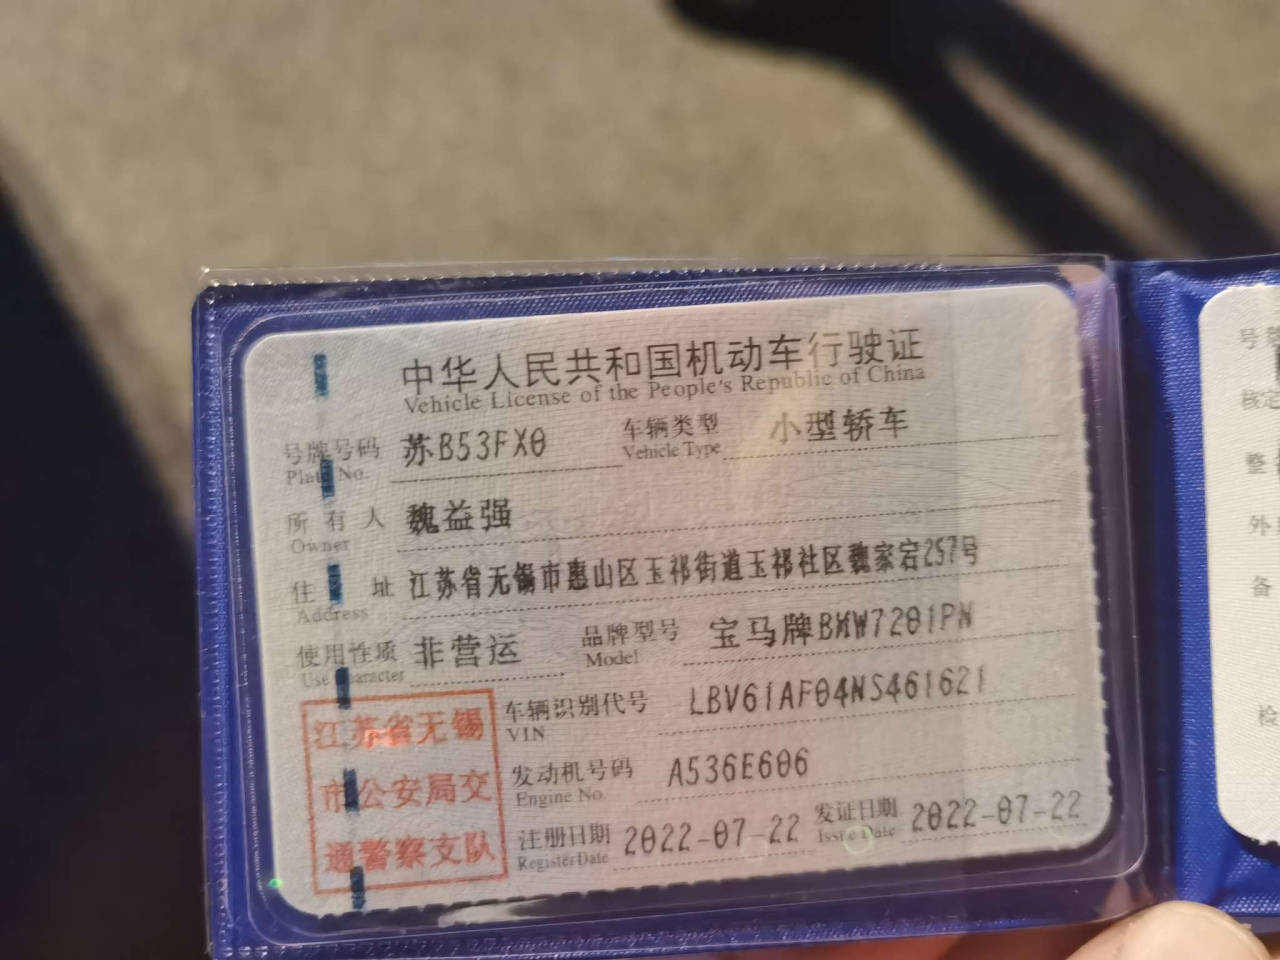 中华人民共和国机动车行驶证
Vehicle License of the People's Republic of China
号牌号码 苏B53FX0 车辆类型 小型轿车
Plate No. Vehicle Type
所有人 魏益强
Owner
住址 江苏省无锡市惠山区玉祁街道玉祁社区魏家宕257号
Address
使用性质 非营运 品牌型号 宝马牌BMW7201PN
Use Character Model
车辆识别代号 LBV61AF04NS461621
VIN
发动机号码 A536E606
Engine No.
注册日期 2022-07-22 发证日期 2022-07-22
Register Date Issue Date
江苏省无锡
市公安局交
通警察支队
号
核定
整
外
备
检